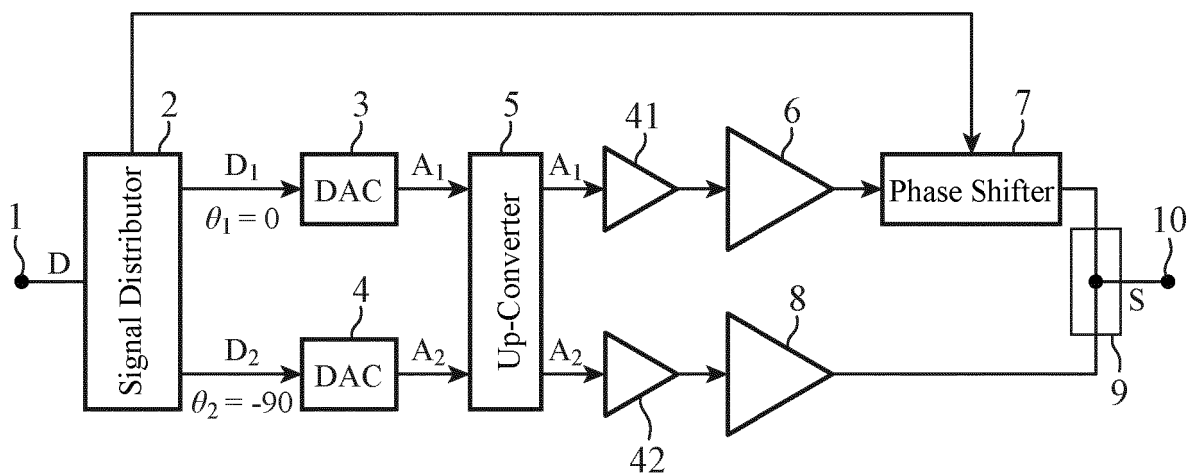 2
3
5
41
6
7
D₁
DAC
A₁
A₁
Phase Shifter
θ₁ = 0
1
D
Signal Distributor
Up-Converter
10
S
4
8
9
D₂
DAC
A₂
A₂
θ₂ = -90
42